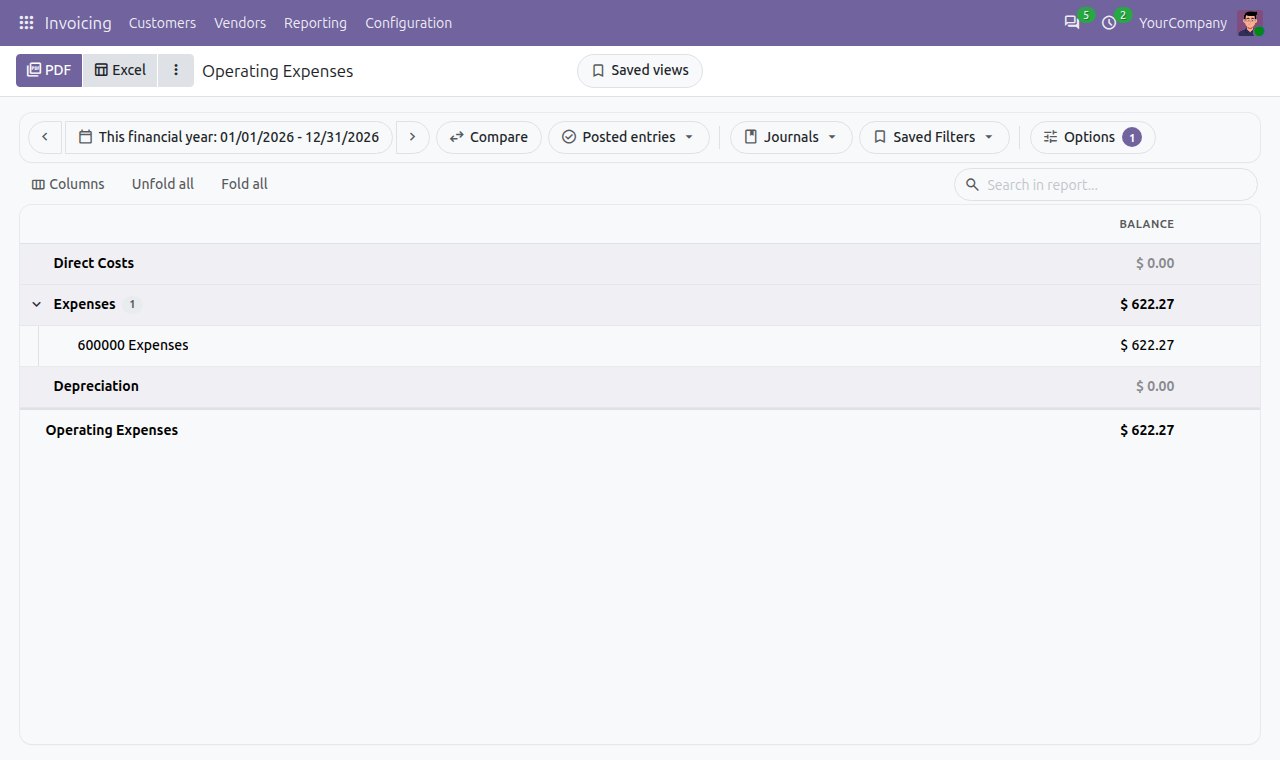 Invoicing Customers Vendors Reporting Configuration 5 2 YourCompany
PDF Excel Operating Expenses Saved views
This financial year: 01/01/2026 - 12/31/2026 Compare Posted entries Journals Saved Filters Options 1
Columns Unfold all Fold all Search in report...
BALANCE
Direct Costs $ 0.00
Expenses 1 $ 622.27
600000 Expenses $ 622.27
Depreciation $ 0.00
Operating Expenses $ 622.27